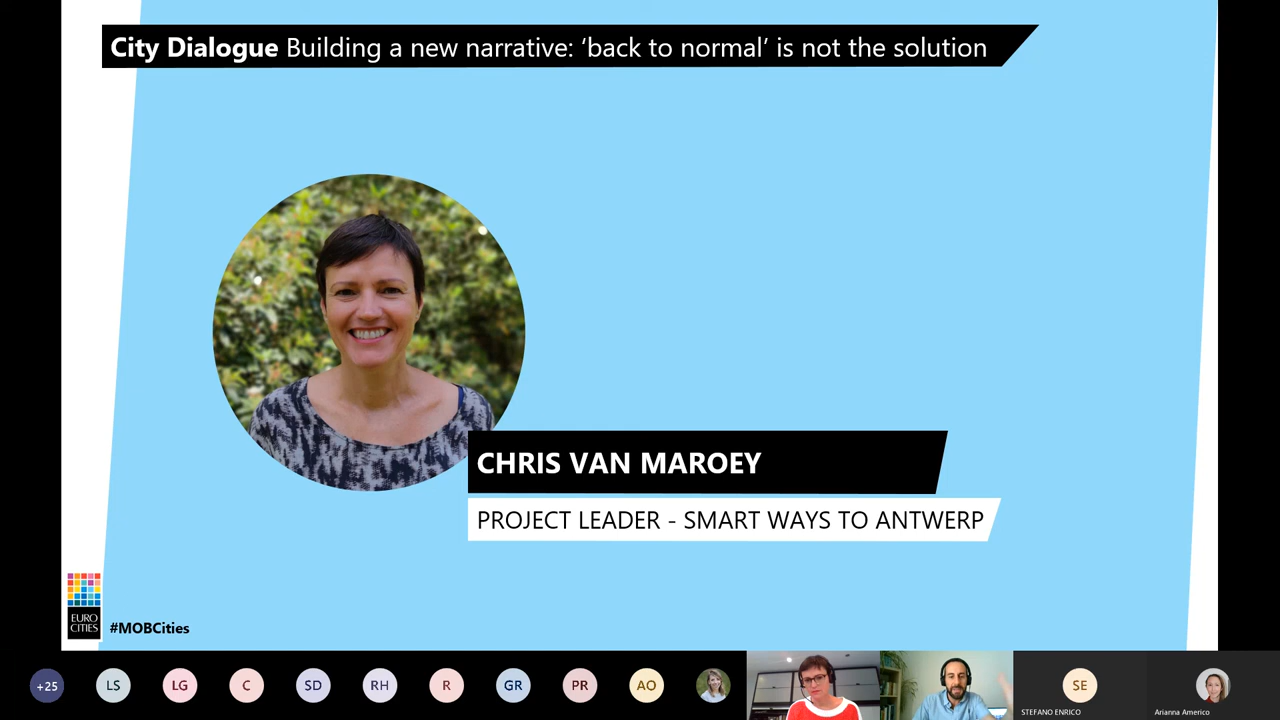 City Dialogue Building a new narrative: ‘back to normal’ is not the solution
CHRIS VAN MAROEY
PROJECT LEADER - SMART WAYS TO ANTWERP
EURO
CITIES
#MOBCities
+25 LS LG C SD RH R GR PR AO SE
STEFANO ENRICO Arianna Americo